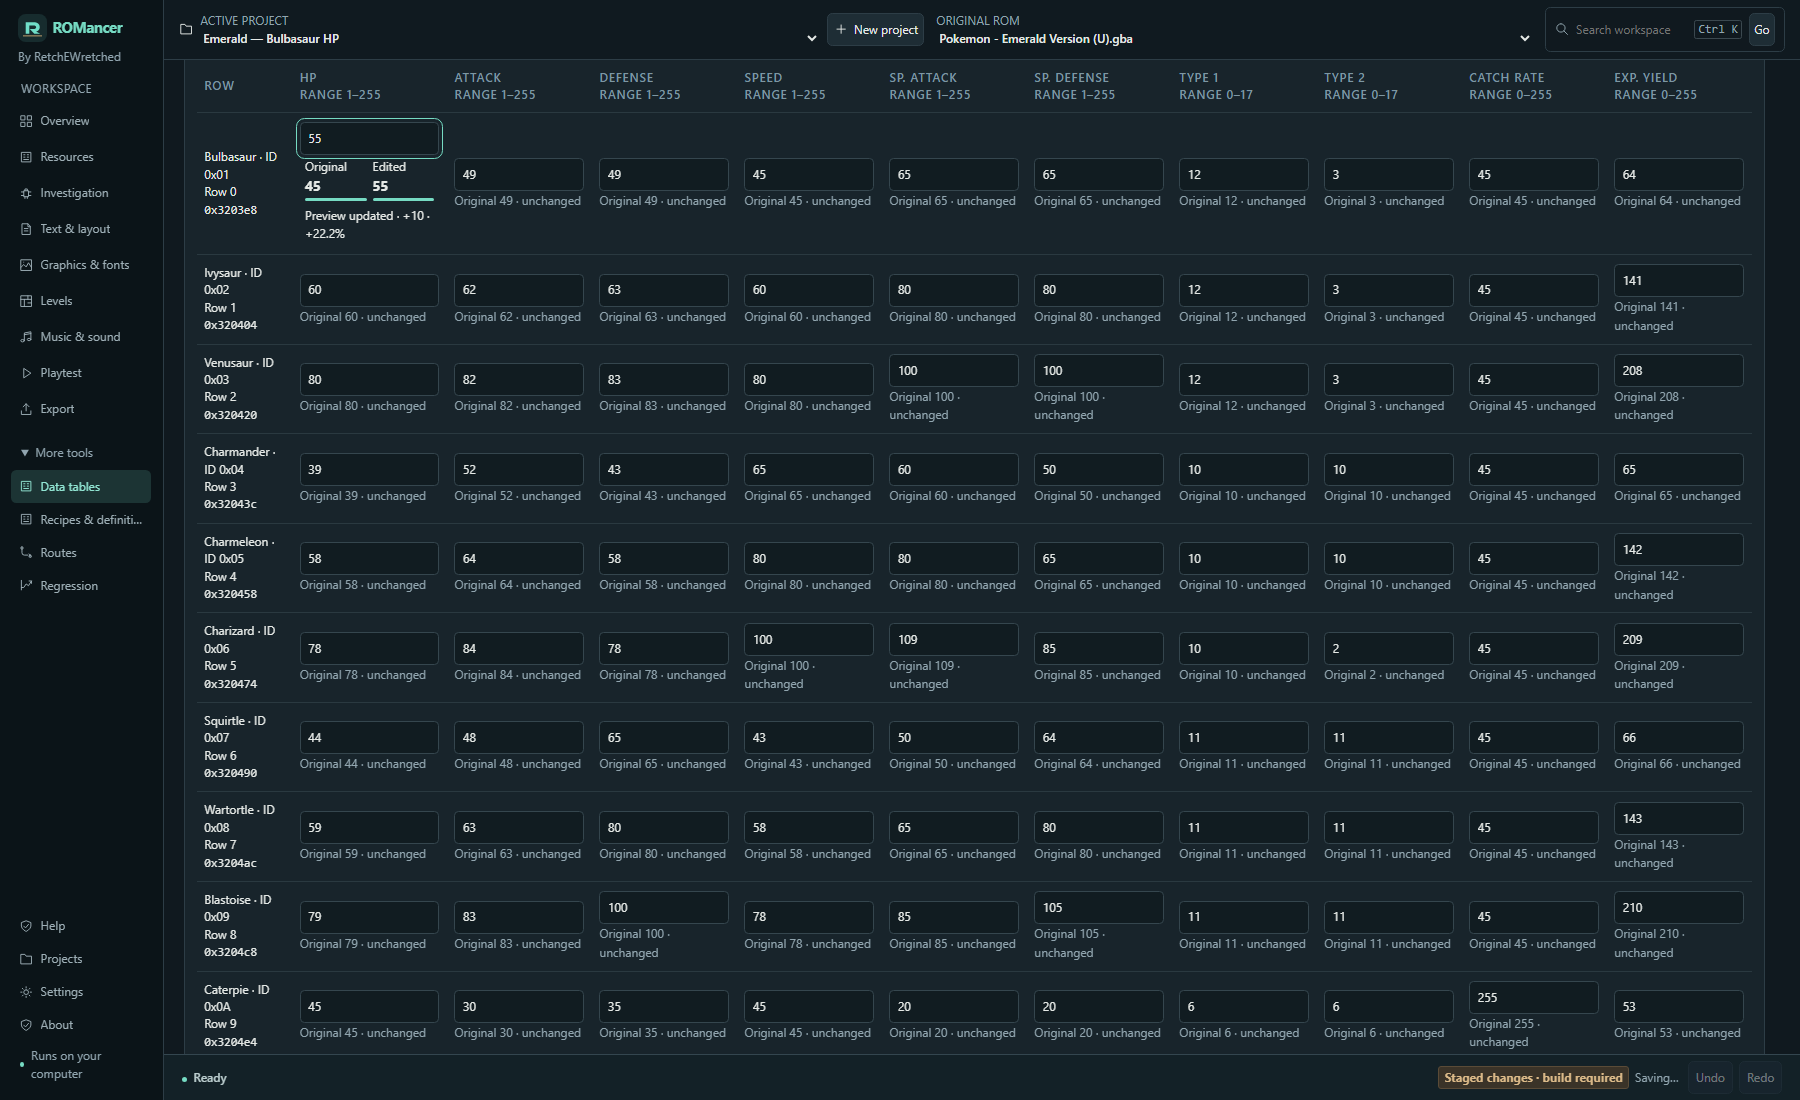 ROMancer
By RetchEWretched
WORKSPACE
Overview
Resources
Investigation
Text & layout
Graphics & fonts
Levels
Music & sound
Playtest
Export
▼ More tools
Data tables
Recipes & definiti...
Routes
Regression
Help
Projects
Settings
About
Runs on your
computer
ACTIVE PROJECT
Emerald — Bulbasaur HP
+ New project
ORIGINAL ROM
Pokemon - Emerald Version (U).gba
Search workspace Ctrl K Go
ROW
HP ATTACK DEFENSE SPEED SP. ATTACK SP. DEFENSE TYPE 1 TYPE 2 CATCH RATE EXP. YIELD
RANGE 1–255 RANGE 1–255 RANGE 1–255 RANGE 1–255 RANGE 1–255 RANGE 1–255 RANGE 0–17 RANGE 0–17 RANGE 0–255 RANGE 0–255
Bulbasaur · ID
0x01
Row 0
0x3203e8
55
Original Edited
45 55
Preview updated · +10 ·
+22.2%
49 49 45 65 65 12 3 45 64
Original 49 · unchanged Original 49 · unchanged Original 45 · unchanged Original 65 · unchanged Original 65 · unchanged Original 12 · unchanged Original 3 · unchanged Original 45 · unchanged Original 64 · unchanged
Ivysaur · ID
0x02
Row 1
0x320404
60 62 63 60 80 80 12 3 45 141
Original 60 · unchanged Original 62 · unchanged Original 63 · unchanged Original 60 · unchanged Original 80 · unchanged Original 80 · unchanged Original 12 · unchanged Original 3 · unchanged Original 45 · unchanged Original 141 ·
unchanged
Venusaur · ID
0x03
Row 2
0x320420
80 82 83 80 100 100 12 3 45 208
Original 80 · unchanged Original 82 · unchanged Original 83 · unchanged Original 80 · unchanged Original 100 · Original 100 · Original 12 · unchanged Original 3 · unchanged Original 45 · unchanged Original 208 ·
unchanged unchanged unchanged
Charmander ·
ID 0x04
Row 3
0x32043c
39 52 43 65 60 50 10 10 45 65
Original 39 · unchanged Original 52 · unchanged Original 43 · unchanged Original 65 · unchanged Original 60 · unchanged Original 50 · unchanged Original 10 · unchanged Original 10 · unchanged Original 45 · unchanged Original 65 · unchanged
Charmeleon ·
ID 0x05
Row 4
0x320458
58 64 58 80 80 65 10 10 45 142
Original 58 · unchanged Original 64 · unchanged Original 58 · unchanged Original 80 · unchanged Original 80 · unchanged Original 65 · unchanged Original 10 · unchanged Original 10 · unchanged Original 45 · unchanged Original 142 ·
unchanged
Charizard · ID
0x06
Row 5
0x320474
78 84 78 100 109 85 10 2 45 209
Original 78 · unchanged Original 84 · unchanged Original 78 · unchanged Original 100 · Original 109 · Original 85 · unchanged Original 10 · unchanged Original 2 · unchanged Original 45 · unchanged Original 209 ·
unchanged unchanged unchanged
Squirtle · ID
0x07
Row 6
0x320490
44 48 65 43 50 64 11 11 45 66
Original 44 · unchanged Original 48 · unchanged Original 65 · unchanged Original 43 · unchanged Original 50 · unchanged Original 64 · unchanged Original 11 · unchanged Original 11 · unchanged Original 45 · unchanged Original 66 · unchanged
Wartortle · ID
0x08
Row 7
0x3204ac
59 63 80 58 65 80 11 11 45 143
Original 59 · unchanged Original 63 · unchanged Original 80 · unchanged Original 58 · unchanged Original 65 · unchanged Original 80 · unchanged Original 11 · unchanged Original 11 · unchanged Original 45 · unchanged Original 143 ·
unchanged
Blastoise · ID
0x09
Row 8
0x3204c8
79 83 100 78 85 105 11 11 45 210
Original 79 · unchanged Original 83 · unchanged Original 100 · Original 78 · unchanged Original 85 · unchanged Original 105 · Original 11 · unchanged Original 11 · unchanged Original 45 · unchanged Original 210 ·
unchanged unchanged unchanged
Caterpie · ID
0x0A
Row 9
0x3204e4
45 30 35 45 20 20 6 6 255 53
Original 45 · unchanged Original 30 · unchanged Original 35 · unchanged Original 45 · unchanged Original 20 · unchanged Original 20 · unchanged Original 6 · unchanged Original 6 · unchanged Original 255 · Original 53 · unchanged
unchanged
Ready
Staged changes · build required Saving... Undo Redo